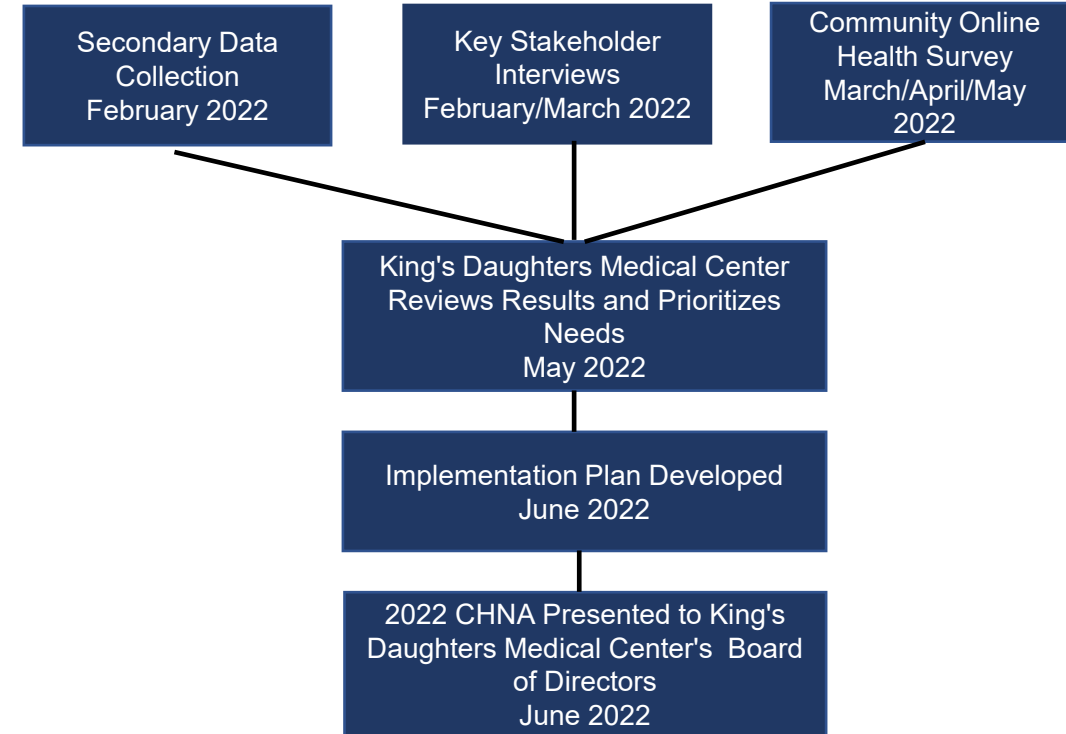 Secondary Data
Collection
February 2022
Key Stakeholder
Interviews
February/March 2022
Community Online
Health Survey
March/April/May
2022
King's Daughters Medical Center
Reviews Results and Prioritizes
Needs
May 2022
Implementation Plan Developed
June 2022
2022 CHNA Presented to King's
Daughters Medical Center's  Board
of Directors
June 2022